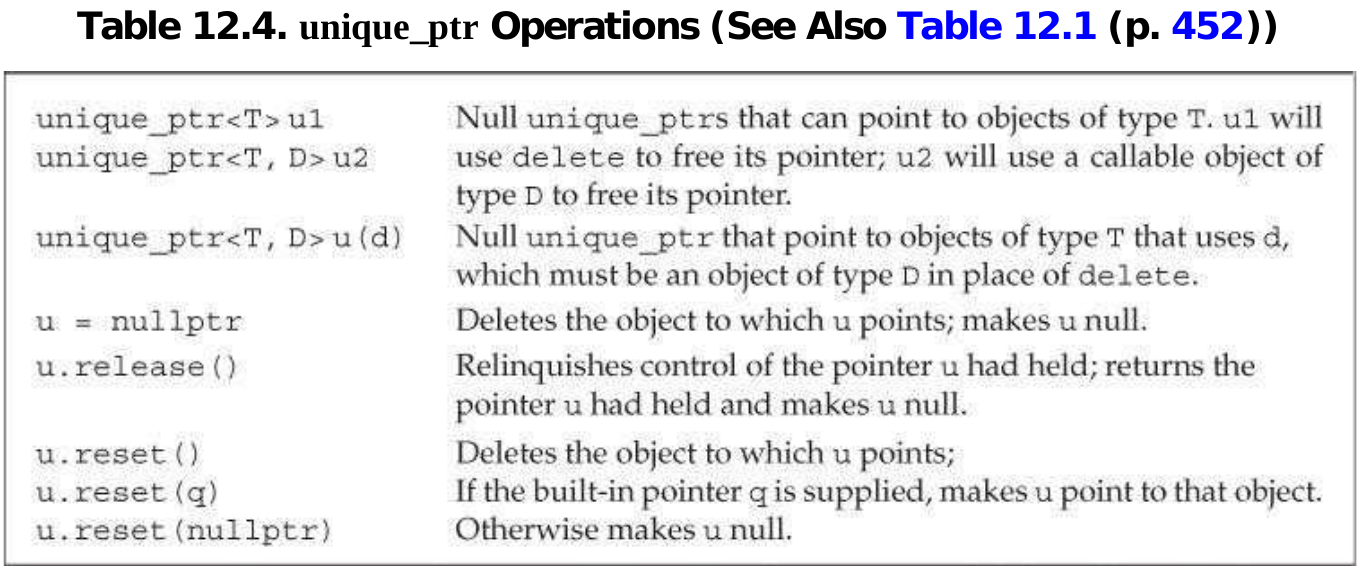 Table 12.4. unique_ptr Operations (See Also Table 12.1 (p. 452))
unique_ptr<T> u1 Null unique_ptrs that can point to objects of type T. u1 will
unique_ptr<T, D> u2 use delete to free its pointer; u2 will use a callable object of
type D to free its pointer.
unique_ptr<T, D> u(d) Null unique_ptr that point to objects of type T that uses d,
which must be an object of type D in place of delete.
u = nullptr Deletes the object to which u points; makes u null.
u.release() Relinquishes control of the pointer u had held; returns the
pointer u had held and makes u null.
u.reset() Deletes the object to which u points;
u.reset(q) If the built-in pointer q is supplied, makes u point to that object.
u.reset(nullptr) Otherwise makes u null.